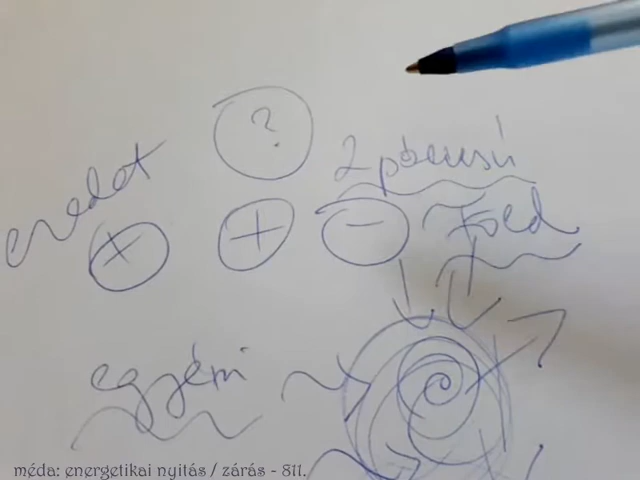 ?
eredet
2 pólusú
+ + −
Föld
egyéni
méda: energetikai nyitás / zárás - 811.